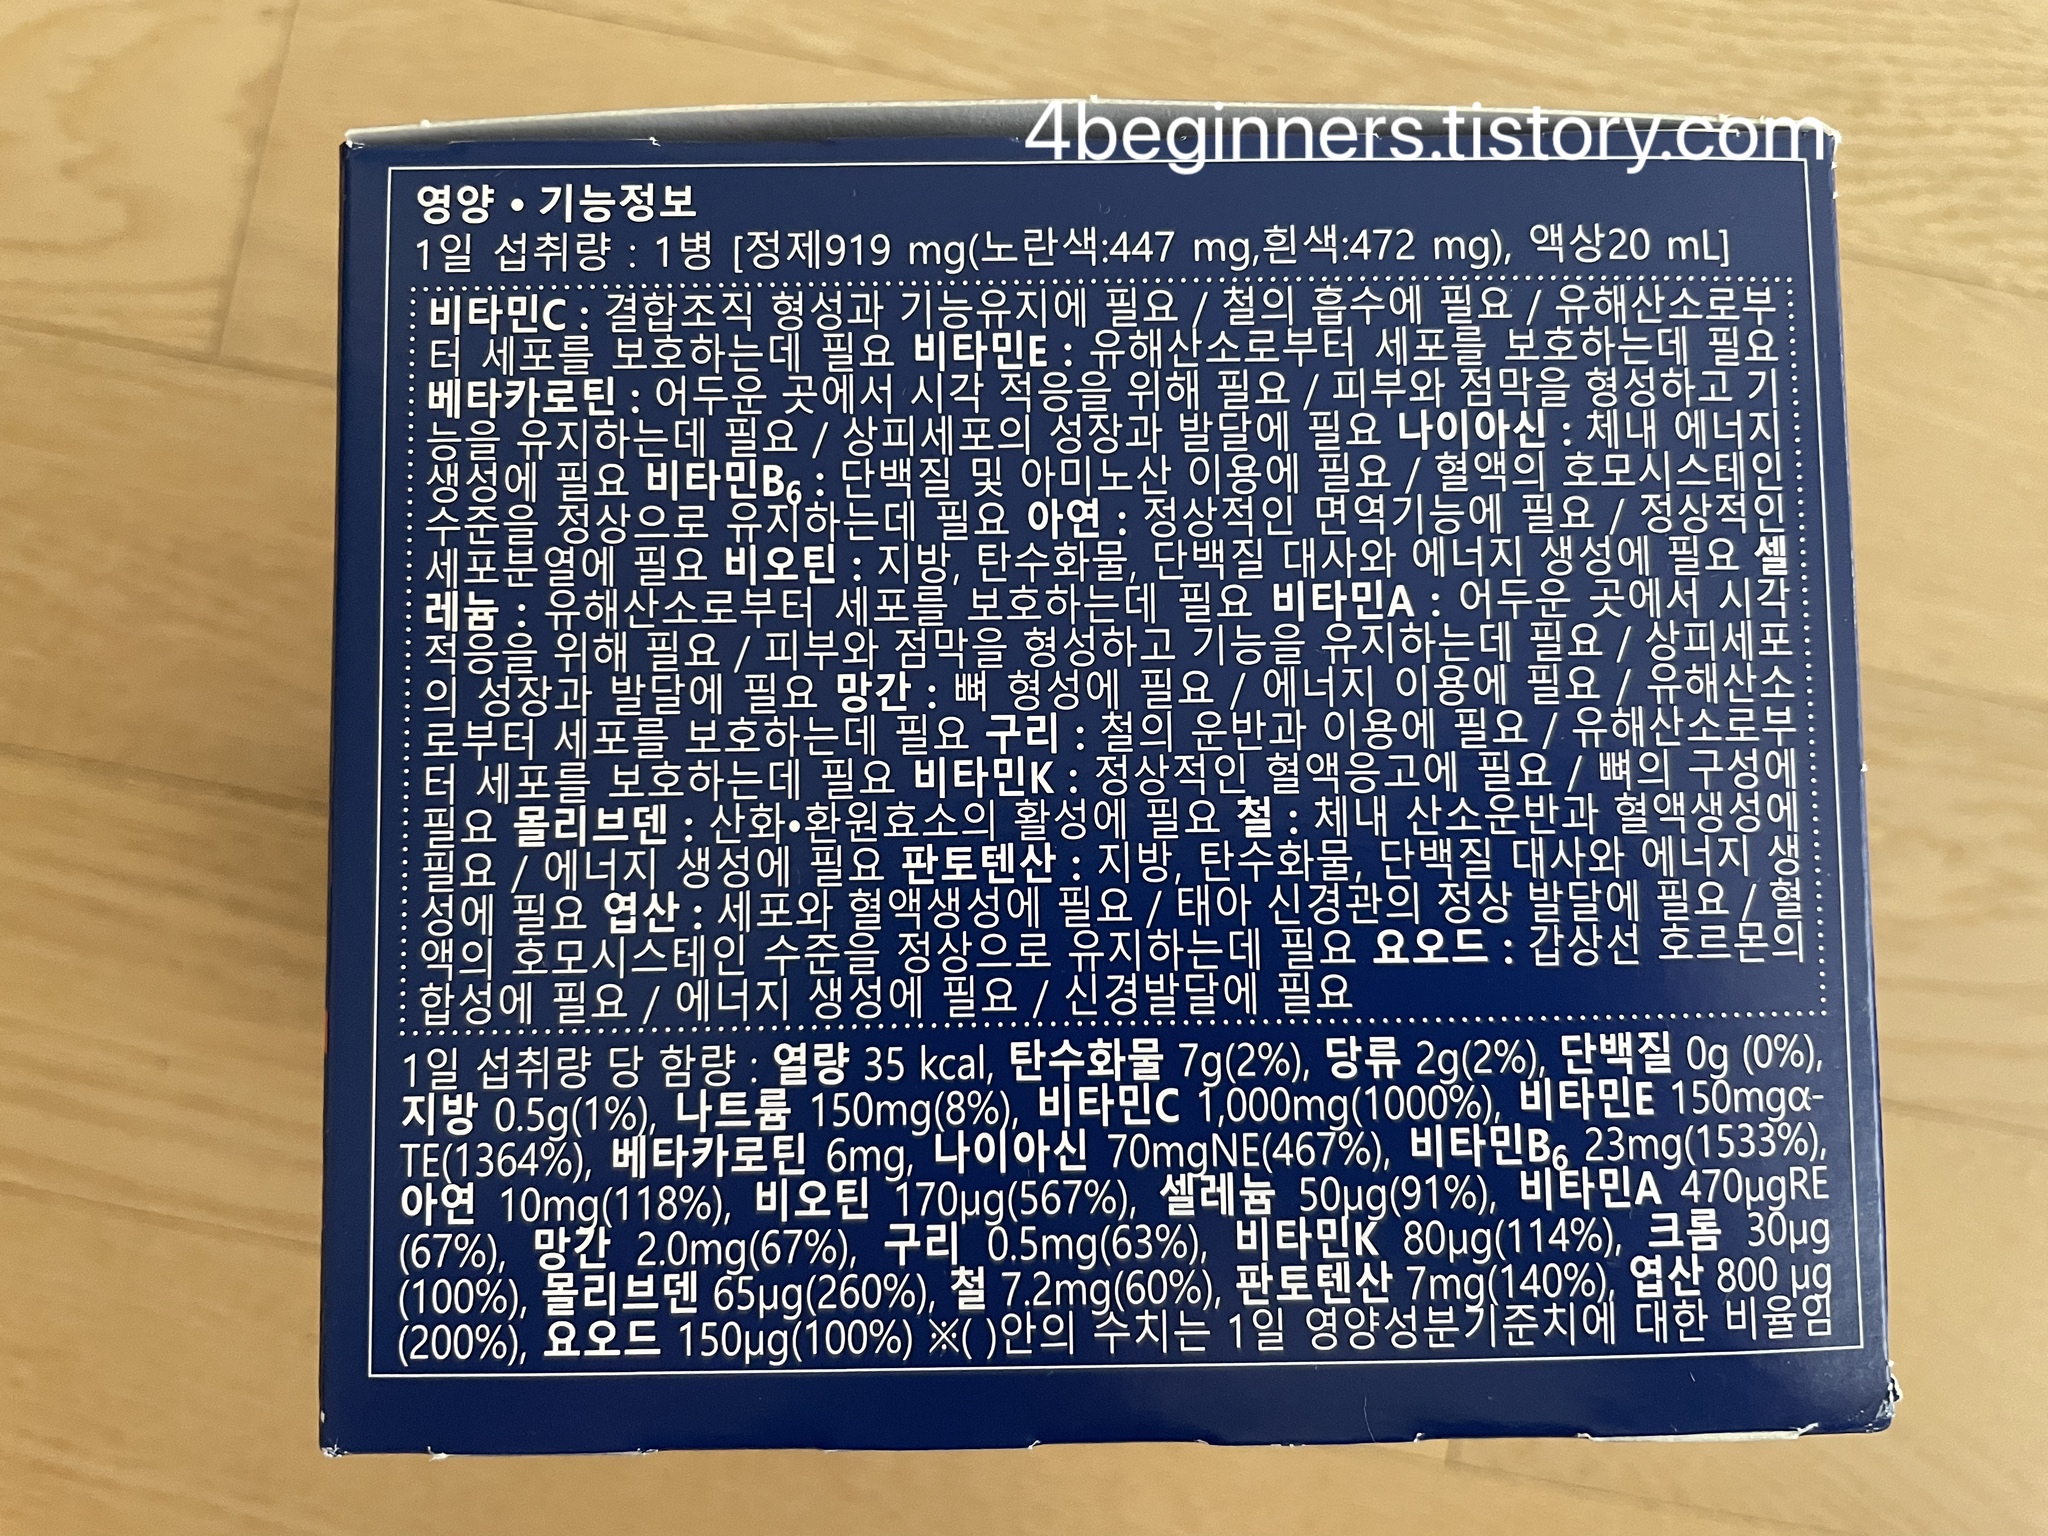 4beginners.tistory.com
영양 • 기능정보
1일 섭취량 : 1병 [정제919 mg(노란색:447 mg,흰색:472 mg), 액상20 mL]
비타민C : 결합조직 형성과 기능유지에 필요 / 철의 흡수에 필요 / 유해산소로부
터 세포를 보호하는데 필요 비타민E : 유해산소로부터 세포를 보호하는데 필요
베타카로틴 : 어두운 곳에서 시각 적응을 위해 필요 / 피부와 점막을 형성하고 기
능을 유지하는데 필요 / 상피세포의 성장과 발달에 필요 나이아신 : 체내 에너지
생성에 필요 비타민B6 : 단백질 및 아미노산 이용에 필요 / 혈액의 호모시스테인
수준을 정상으로 유지하는데 필요 아연 : 정상적인 면역기능에 필요 / 정상적인
세포분열에 필요 비오틴 : 지방, 탄수화물, 단백질 대사와 에너지 생성에 필요 셀
레늄 : 유해산소로부터 세포를 보호하는데 필요 비타민A : 어두운 곳에서 시각
적응을 위해 필요 / 피부와 점막을 형성하고 기능을 유지하는데 필요 / 상피세포
의 성장과 발달에 필요 망간 : 뼈 형성에 필요 / 에너지 이용에 필요 / 유해산소
로부터 세포를 보호하는데 필요 구리 : 철의 운반과 이용에 필요 / 유해산소로부
터 세포를 보호하는데 필요 비타민K : 정상적인 혈액응고에 필요 / 뼈의 구성에
필요 몰리브덴 : 산화•환원효소의 활성에 필요 철 : 체내 산소운반과 혈액생성에
필요 / 에너지 생성에 필요 판토텐산 : 지방, 탄수화물, 단백질 대사와 에너지 생
성에 필요 엽산 : 세포와 혈액생성에 필요 / 태아 신경관의 정상 발달에 필요 / 혈
액의 호모시스테인 수준을 정상으로 유지하는데 필요 요오드 : 갑상선 호르몬의
합성에 필요 / 에너지 생성에 필요 / 신경발달에 필요
1일 섭취량 당 함량 : 열량 35 kcal, 탄수화물 7g(2%), 당류 2g(2%), 단백질 0g (0%),
지방 0.5g(1%), 나트륨 150mg(8%), 비타민C 1,000mg(1000%), 비타민E 150mgα-
TE(1364%), 베타카로틴 6mg, 나이아신 70mgNE(467%), 비타민B6 23mg(1533%),
아연 10mg(118%), 비오틴 170μg(567%), 셀레늄 50μg(91%), 비타민A 470μgRE
(67%), 망간 2.0mg(67%), 구리 0.5mg(63%), 비타민K 80μg(114%), 크롬 30μg
(100%), 몰리브덴 65μg(260%), 철 7.2mg(60%), 판토텐산 7mg(140%), 엽산 800 μg
(200%), 요오드 150μg(100%) ※( )안의 수치는 1일 영양성분기준치에 대한 비율임